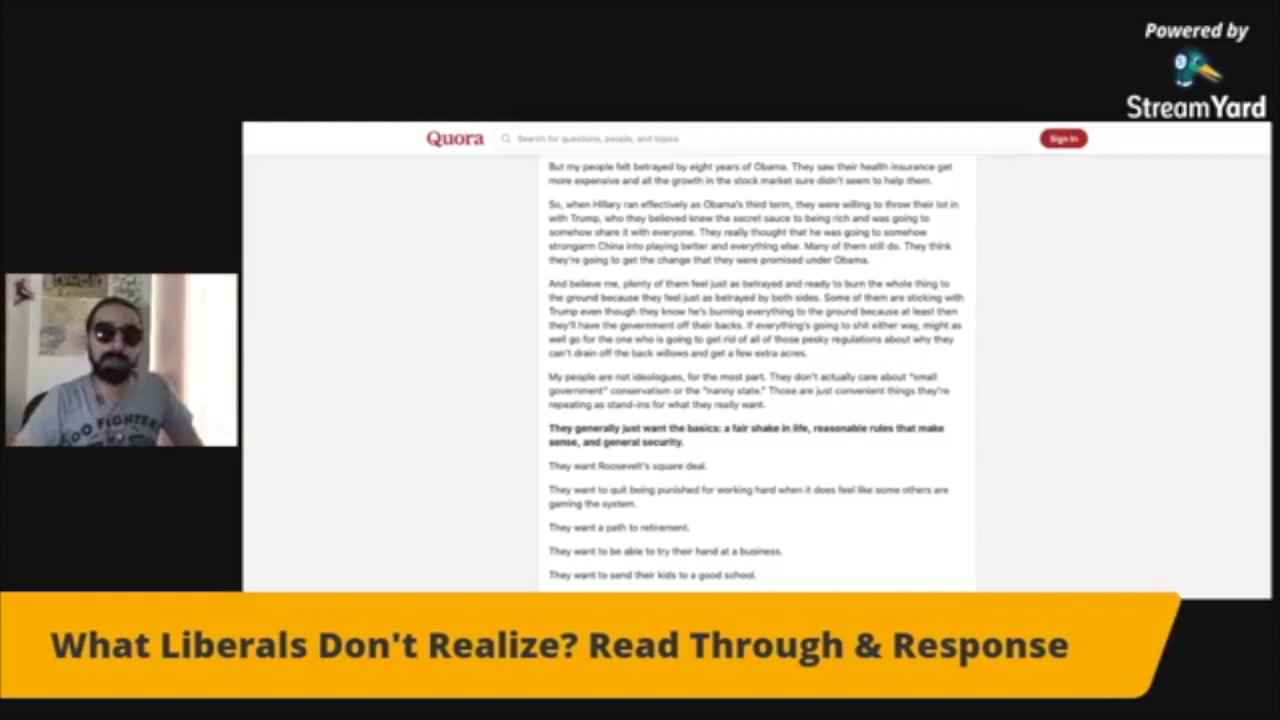 Powered by
StreamYard
Quora
Search for questions, people, and topics
Sign In
But my people felt betrayed by eight years of Obama. They saw their health insurance get
more expensive and all the growth in the stock market sure didn't seem to help them.
So, when Hillary ran effectively as Obama's third term, they were willing to throw their lot in
with Trump, who they believed knew the secret sauce to being rich and was going to
somehow share it with everyone. They really thought that he was going to somehow
strongarm China into playing better and everything else. Many of them still do. They think
they're going to get the change that they were promised under Obama.
And believe me, plenty of them feel just as betrayed and ready to burn the whole thing to
the ground because they feel just as betrayed by both sides. Some of them are sticking with
Trump even though they know he's burning everything to the ground because at least then
they'll have the government off their backs. If everything's going to shit either way, might as
well go for the one who is going to get rid of all of those pesky regulations about why they
can't drain off the back willows and get a few extra acres.
My people are not ideologues, for the most part. They don't actually care about "small
government" conservatism or the "nanny state." Those are just convenient things they're
repeating as stand-ins for what they really want.
They generally just want the basics: a fair shake in life, reasonable rules that make
sense, and general security.
They want Roosevelt's square deal.
They want to quit being punished for working hard when it does feel like some others are
gaming the system.
They want a path to retirement.
They want to be able to try their hand at a business.
They want to send their kids to a good school.
OO FIGHTER
What Liberals Don't Realize? Read Through & Response